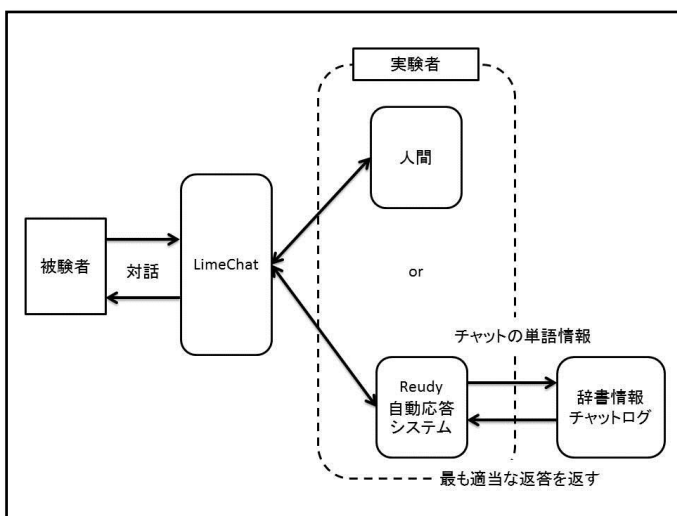 実験者
人間
被験者
対話
LimeChat
or
チャットの単語情報
Reudy
自動応答
システム
辞書情報
チャットログ
最も適当な返答を返す